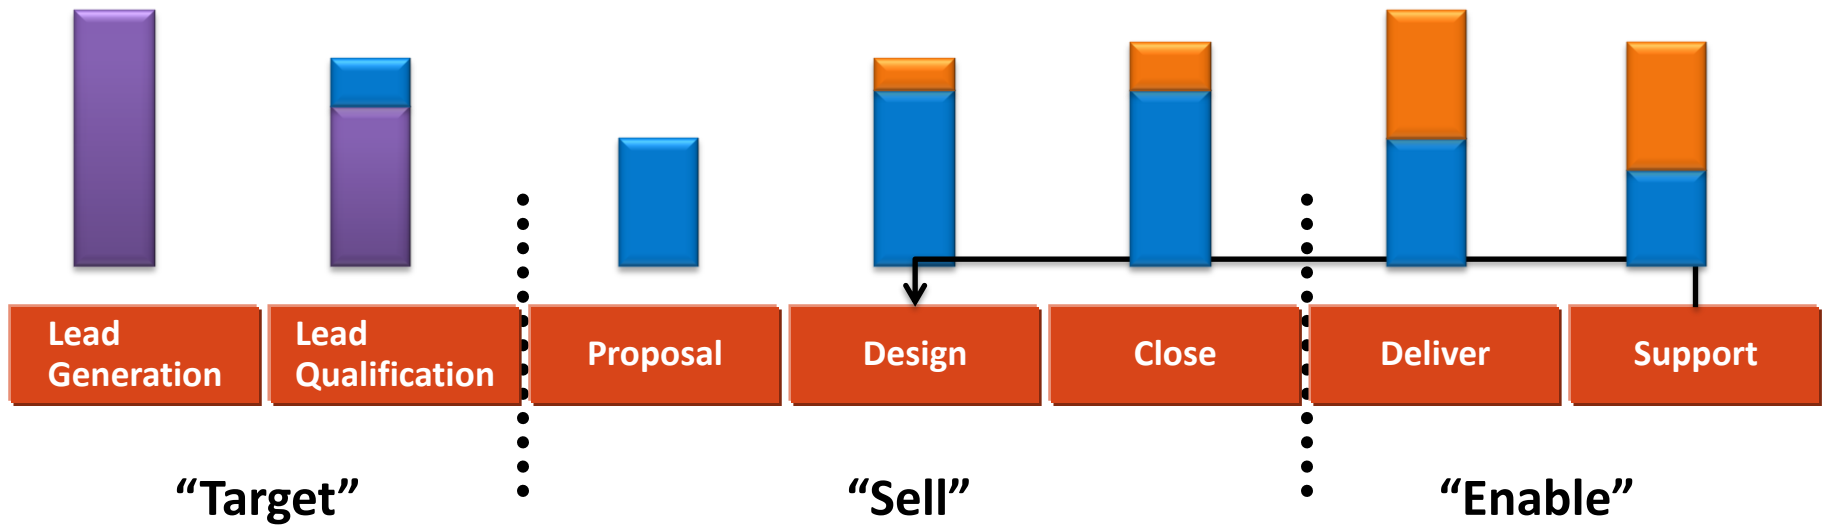 Lead
Generation
Lead
Qualification
Proposal
Design
Close
Deliver
Support
“Target”
“Sell”
“Enable”